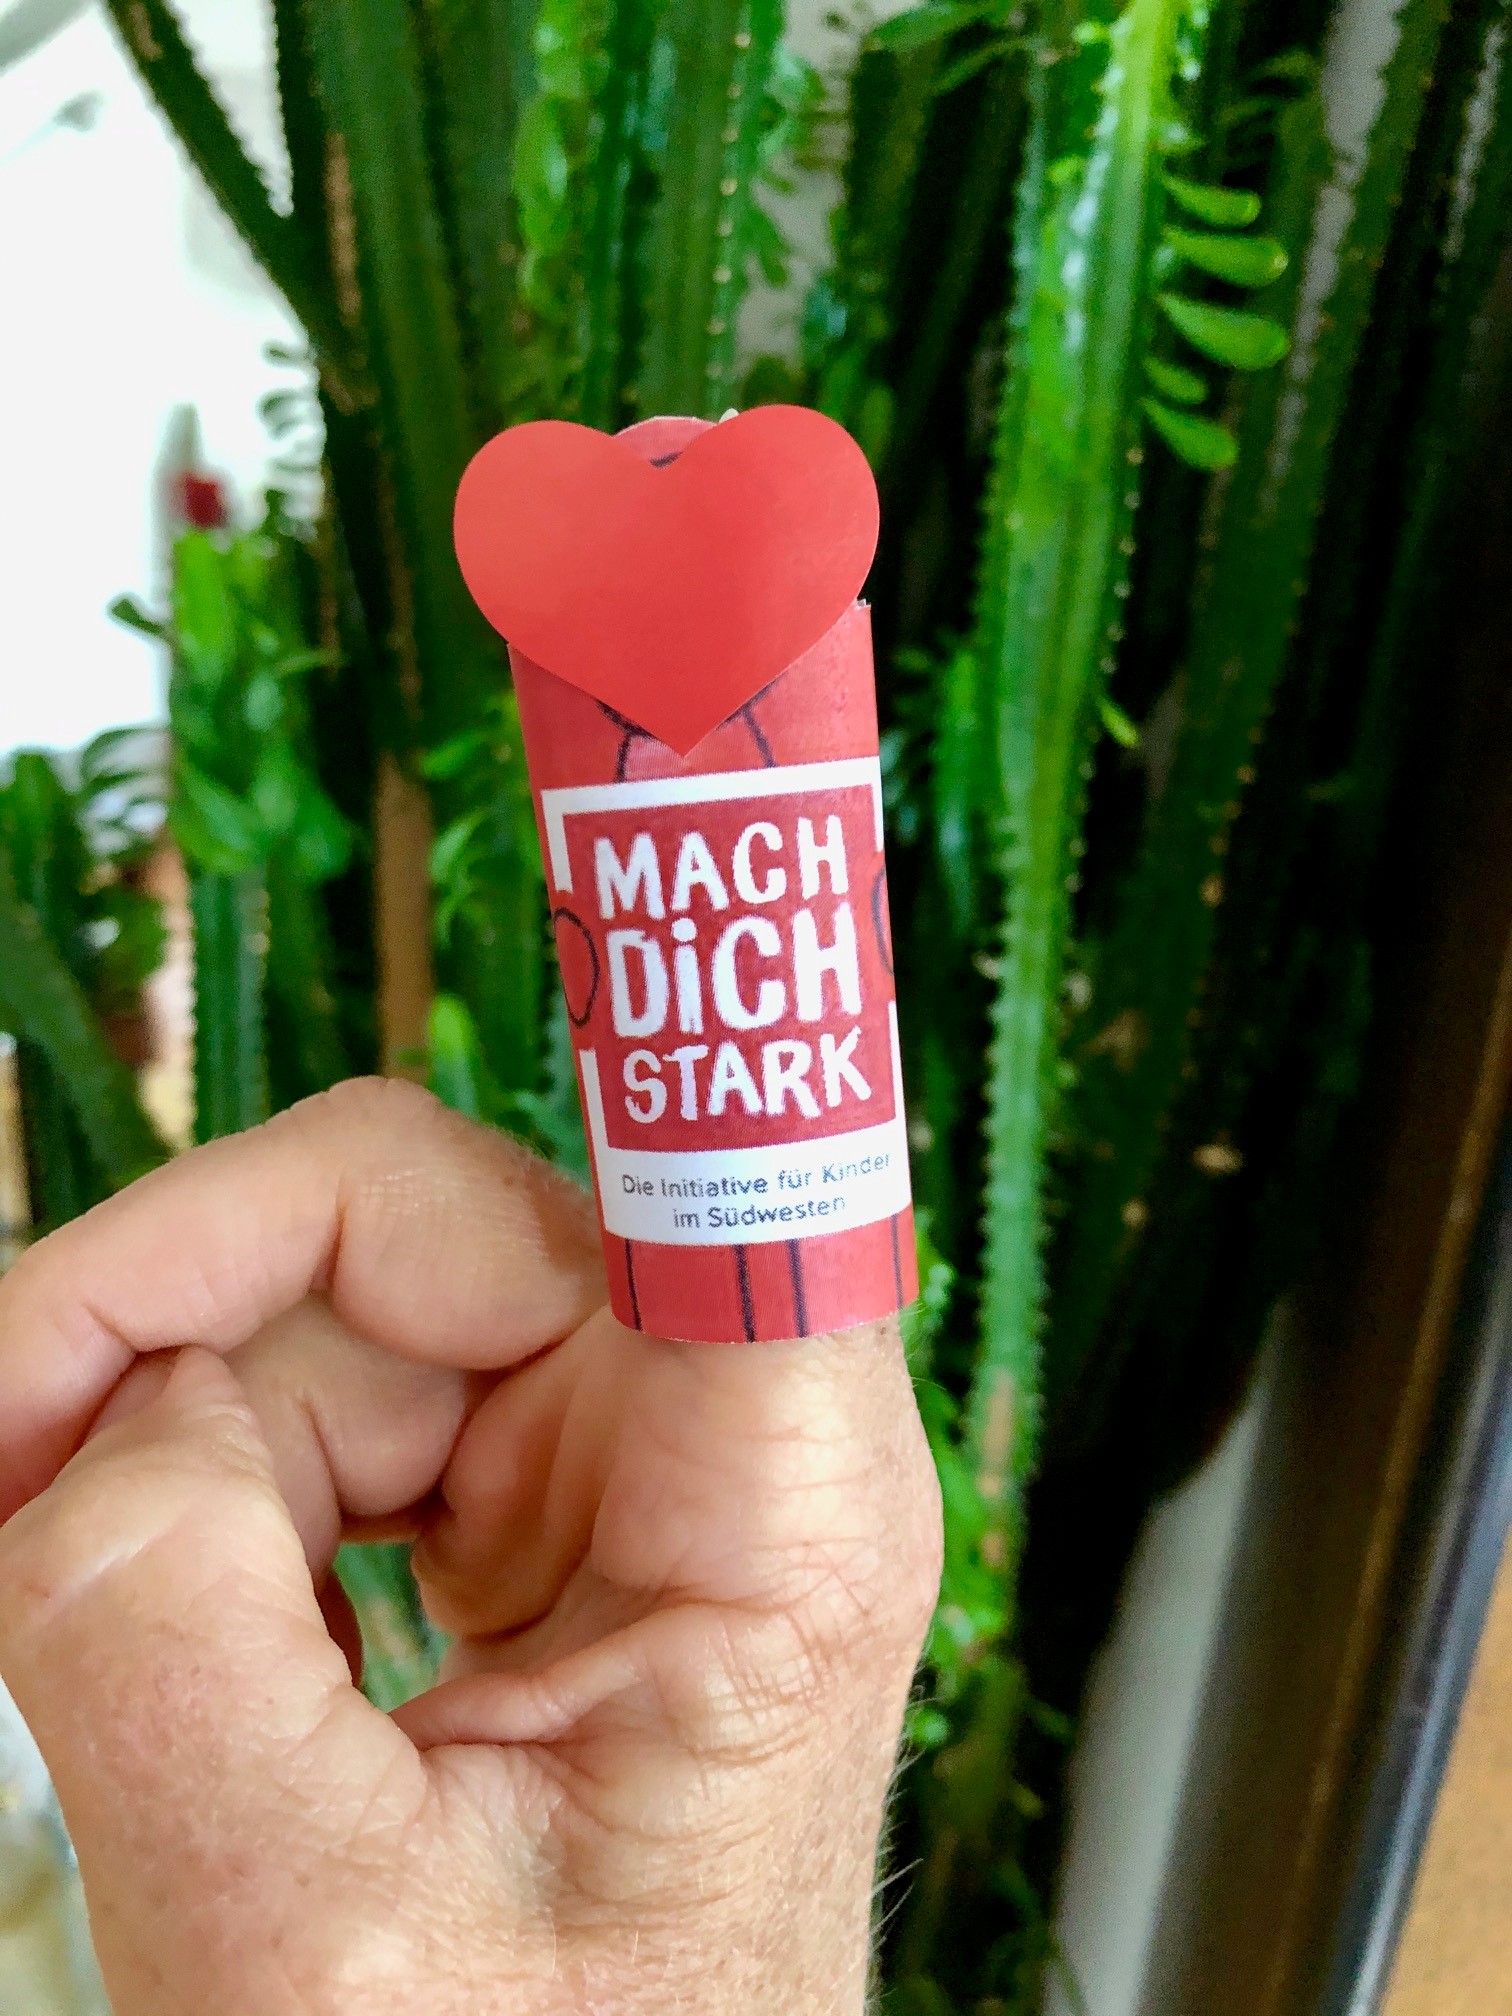 MACH
DiCH
STARK
Die Initiative für Kinder
im Südwesten